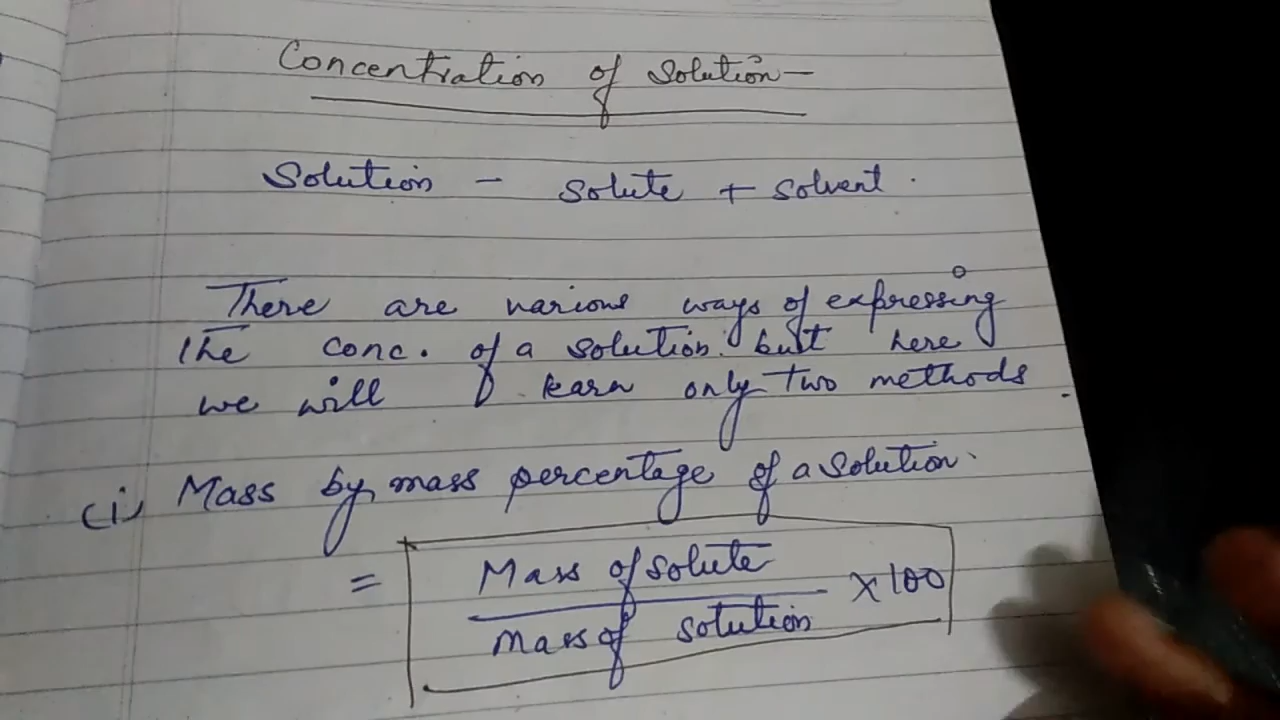 Concentration of Solution—
Solution - Solute + Solvent.
There are various ways of expressing
the conc. of a solution. but here
we will learn only two methods
(i) Mass by mass percentage of a Solution.
= Mass of solute
Mass of solution × 100